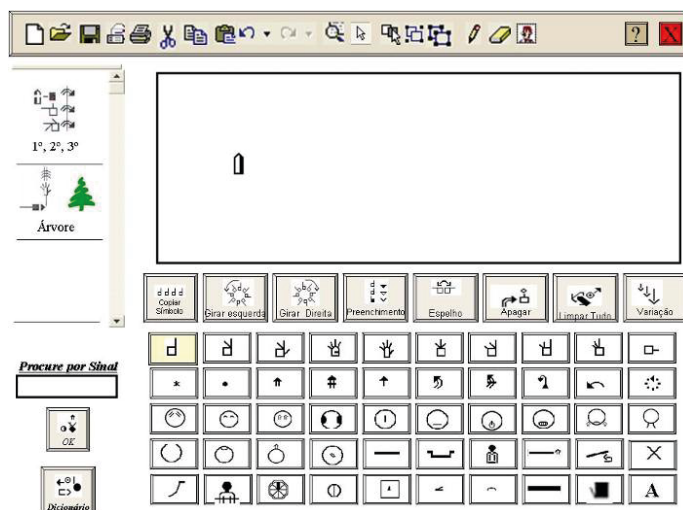 ?
X
1º, 2º, 3º
Árvore
Copiar
Símbolo
Girar esquerda
Girar Direita
Preenchimento
Espelho
Apagar
Limpar Tudo
Variação
Procure por Sinal
OK
Dicionário
A